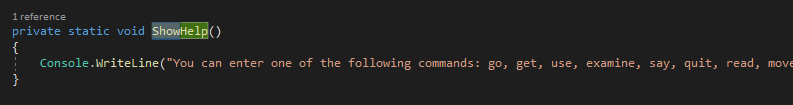 1 reference
private static void ShowHelp()
{
Console.WriteLine("You can enter one of the following commands: go, get, use, examine, say, quit, read, move
}